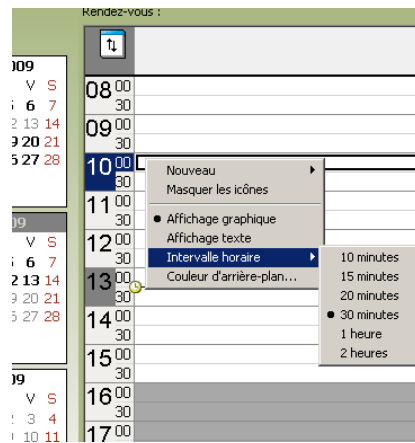 Rendez-vous :
009
V S
6 7
2 13 14
9 20 21
5 27 28
09
V S
6 7
2 13 14
9 20 21
5 27 28
09
V S
3 4
10 11
08 00
30
09 00
30
10 00
30
11 00
30
12 00
30
13 00
30
14 00
30
15 00
30
16 00
30
17 00
Nouveau
Masquer les icônes
Affichage graphique
Affichage texte
Intervalle horaire
Couleur d'arrière-plan...
10 minutes
15 minutes
20 minutes
30 minutes
1 heure
2 heures